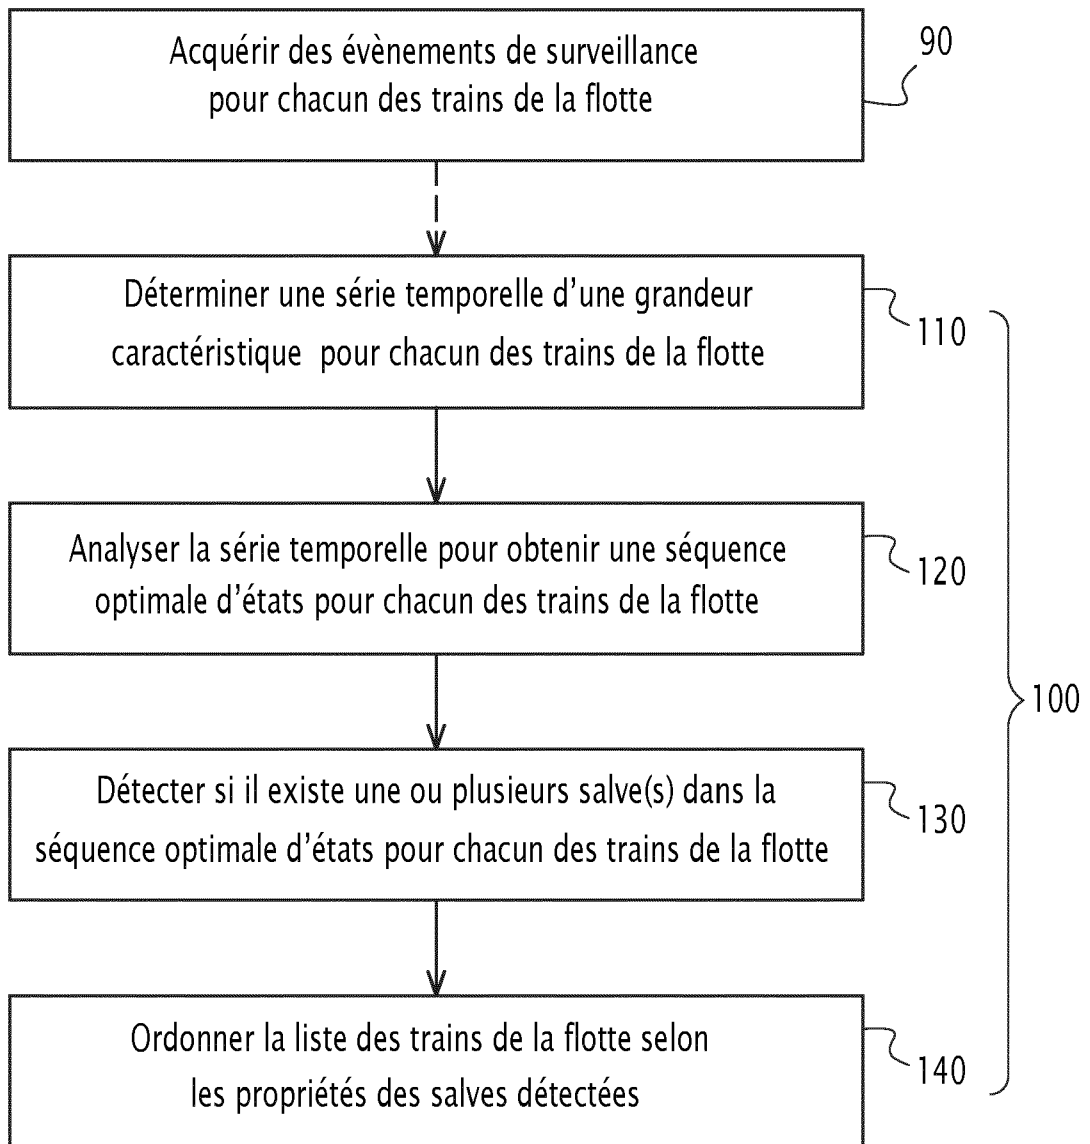 Acquérir des évènements de surveillance
pour chacun des trains de la flotte
90
Déterminer une série temporelle d'une grandeur
caractéristique pour chacun des trains de la flotte
110
Analyser la série temporelle pour obtenir une séquence
optimale d'états pour chacun des trains de la flotte
120
100
Détecter si il existe une ou plusieurs salve(s) dans la
séquence optimale d'états pour chacun des trains de la flotte
130
Ordonner la liste des trains de la flotte selon
les propriétés des salves détectées
140